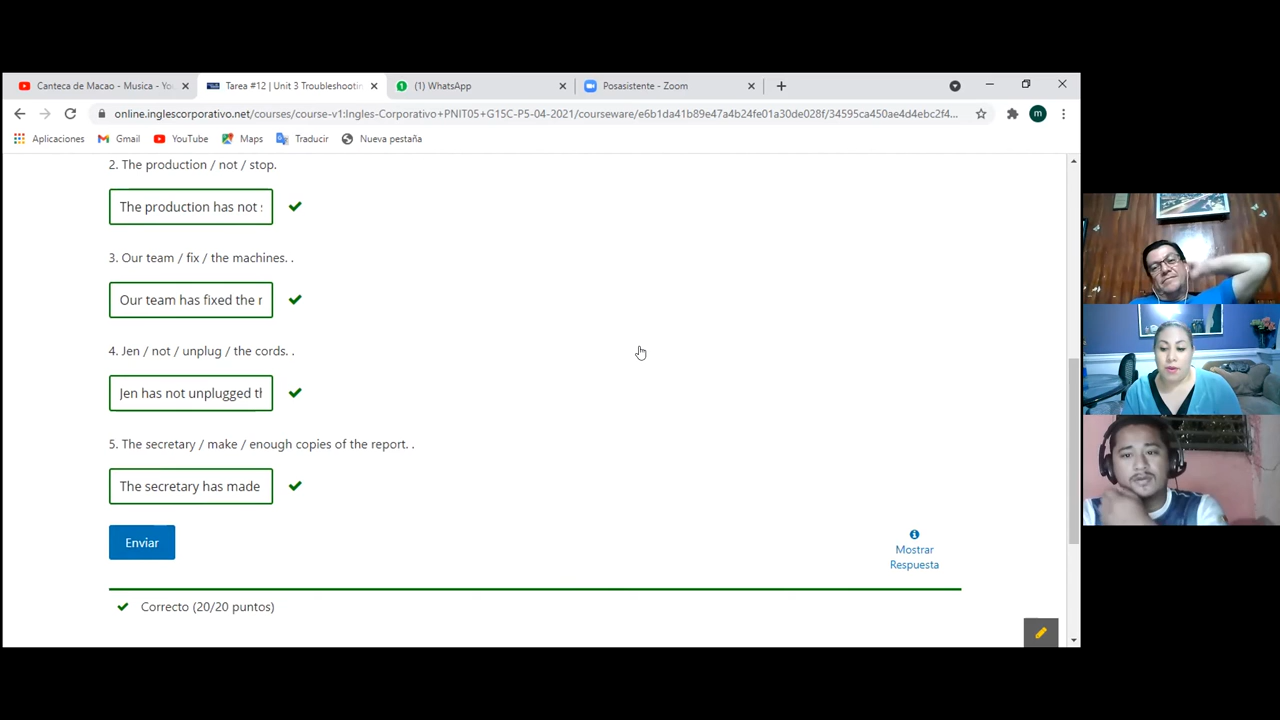 Canteca de Macao - Musica - Yo
Tarea #12 | Unit 3 Troubleshootin
(1) WhatsApp
Posasistente - Zoom
online.inglescorporativo.net/courses/course-v1:Ingles-Corporativo+PNIT05+G15C-P5-04-2021/courseware/e6b1da41b89e47a4b24fe01a30de028f/34595ca450ae4d4ebc2f4...
m
Aplicaciones
Gmail
YouTube
Maps
Traducir
Nueva pestaña
2. The production / not / stop.
The production has not
3. Our team / fix / the machines. .
Our team has fixed the
4. Jen / not / unplug / the cords. .
Jen has not unplugged th
5. The secretary / make / enough copies of the report. .
The secretary has made
Enviar
Mostrar
Respuesta
Correcto (20/20 puntos)